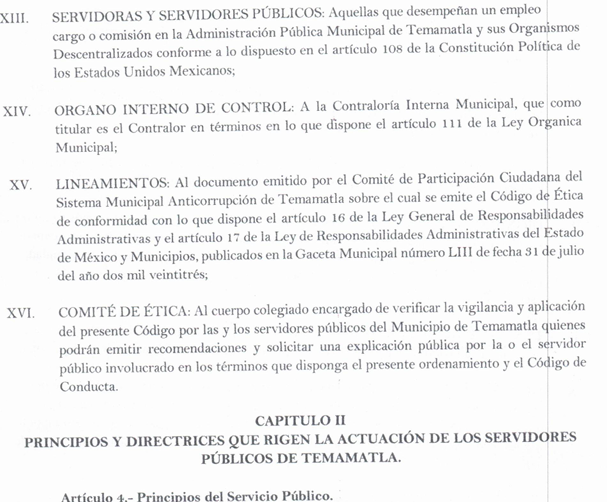 XIII. SERVIDORAS Y SERVIDORES PÚBLICOS: Aquellas que desempeñan un empleo
cargo o comisión en la Administración Pública Municipal de Temamatla y sus Organismos
Descentralizados conforme a lo dispuesto en el artículo 108 de la Constitución Política de
los Estados Unidos Mexicanos;
XIV. ORGANO INTERNO DE CONTROL: A la Contraloría Interna Municipal, que como
titular es el Contralor en términos en lo que dispone el artículo 111 de la Ley Organica
Municipal;
XV. LINEAMIENTOS: Al documento emitido por el Comité de Participación Ciudadana del
Sistema Municipal Anticorrupción de Temamatla sobre el cual se emite el Código de Ética
de conformidad con lo que dispone el artículo 16 de la Ley General de Responsabilidades
Administrativas y el artículo 17 de la Ley de Responsabilidades Administrativas del Estado
de México y Municipios, publicados en la Gaceta Municipal número LIII de fecha 31 de julio
del año dos mil veintitrés;
XVI. COMITÉ DE ÉTICA: Al cuerpo colegiado encargado de verificar la vigilancia y aplicación
del presente Código por las y los servidores públicos del Municipio de Temamatla quienes
podrán emitir recomendaciones y solicitar una explicación pública por la o el servidor
público involucrado en los términos que disponga el presente ordenamiento y el Código de
Conducta.
CAPITULO II
PRINCIPIOS Y DIRECTRICES QUE RIGEN LA ACTUACIÓN DE LOS SERVIDORES
PÚBLICOS DE TEMAMATLA.
Artículo 4.- Principios del Servicio Público.